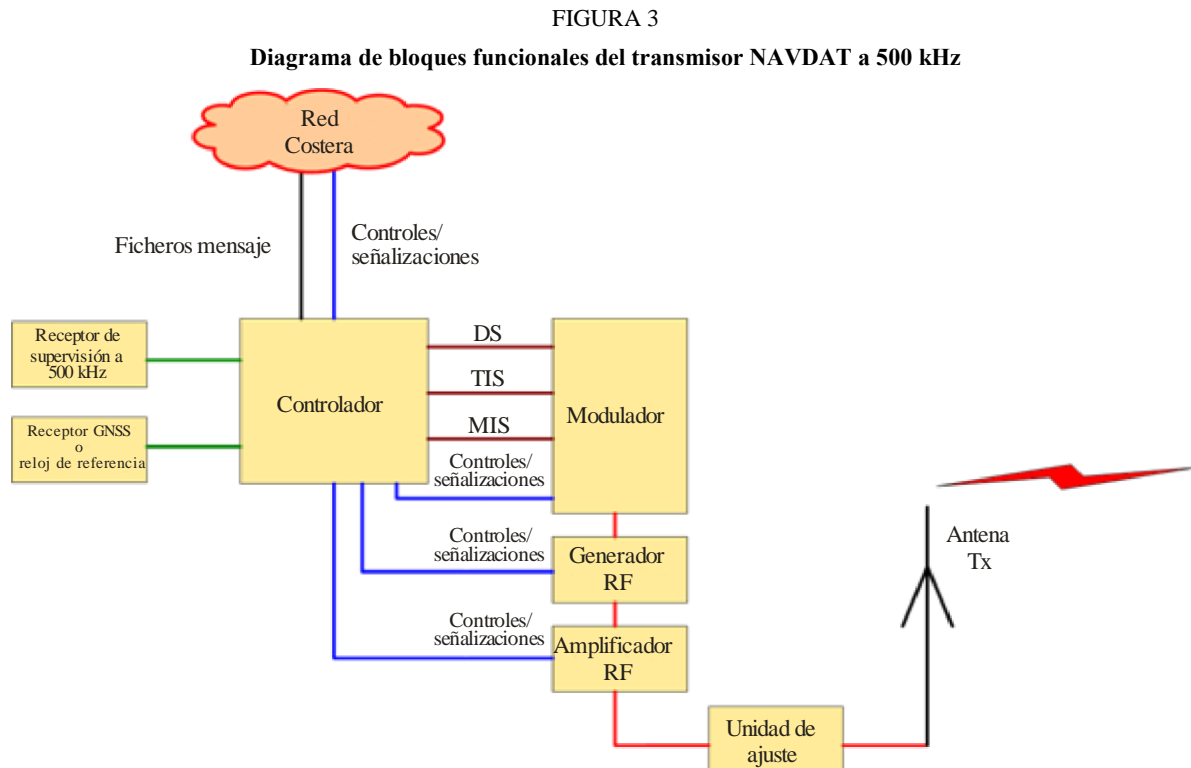 FIGURA 3
Diagrama de bloques funcionales del transmisor NAVDAT a 500 kHz
Red
Costera
Ficheros mensaje
Controles/
señalizaciones
Receptor de
supervisión a
500 kHz
Receptor GNSS
o
reloj de referencia
Controlador
DS
TIS
MIS
Controles/
señalizaciones
Modulador
Controles/
señalizaciones
Generador
RF
Controles/
señalizaciones
Amplificador
RF
Unidad de
ajuste
Antena
Tx